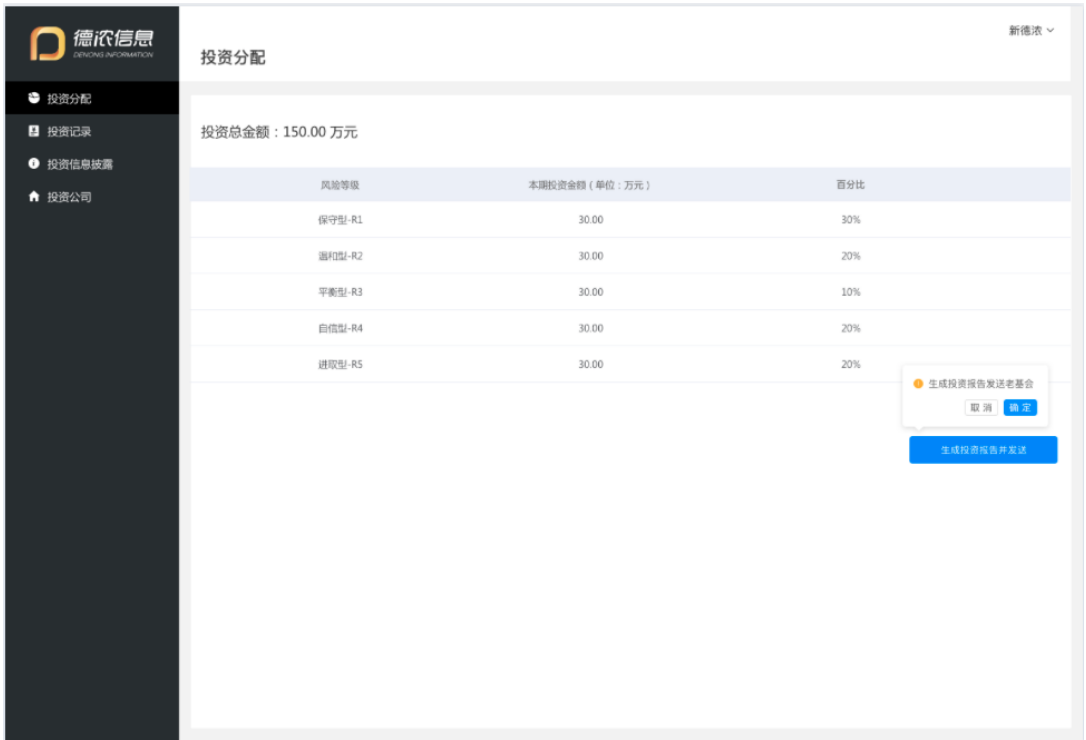 德浓信息
DENONG INFORMATION
新德浓
投资分配
投资分配
投资记录
投资信息披露
投资公司
投资总金额：150.00 万元
风险等级 本期投资金额（单位：万元） 百分比
保守型-R1 30.00 30%
温和型-R2 30.00 20%
平衡型-R3 30.00 10%
自信型-R4 30.00 20%
进取型-R5 30.00 20%
生成投资报告发送老基会
取 消 确 定
生成投资报告并发送